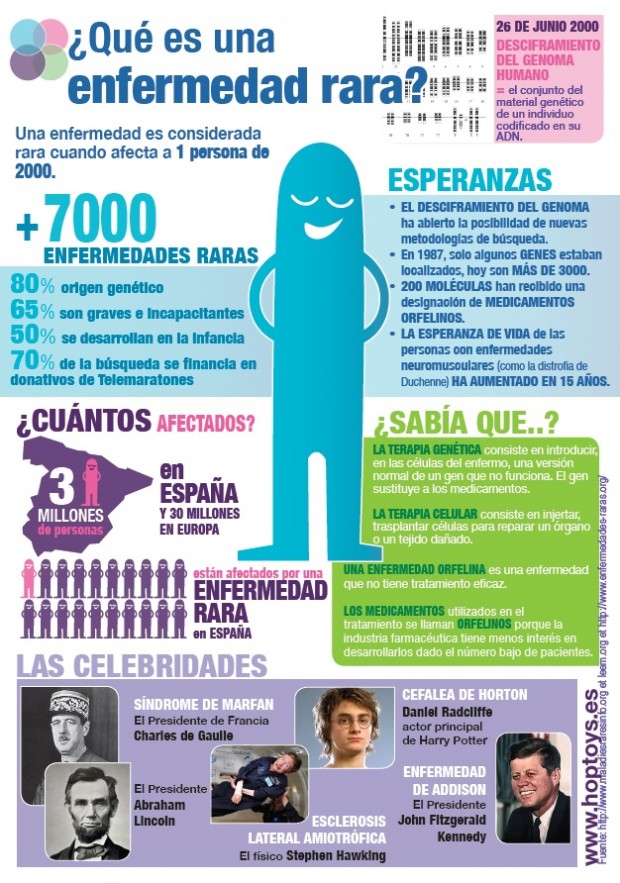 ¿Qué es una
enfermedad rara?
26 DE JUNIO 2000
DESCIFRAMIENTO
DEL GENOMA
HUMANO
= el conjunto del
material genético
de un individuo
codificado en su
ADN.
Una enfermedad es considerada
rara cuando afecta a 1 persona de
2000.
+ 7000
ENFERMEDADES RARAS
80% origen genético
65% son graves e incapacitantes
50% se desarrollan en la infancia
70% de la búsqueda se financia en
donativos de Telemaratones
ESPERANZAS
• EL DESCIFRAMIENTO DEL GENOMA
ha abierto la posibilidad de nuevas
metodologías de búsqueda.
• En 1987, solo algunos GENES estaban
localizados, hoy son MÁS DE 3000.
• 200 MOLÉCULAS han recibido una
designación de MEDICAMENTOS
ORFELINOS.
• LA ESPERANZA DE VIDA de las
personas con enfermedades
neuromusculares (como la distrofia de
Duchenne) HA AUMENTADO EN 15 AÑOS.
¿CUÁNTOS AFECTADOS?
3
MILLONES
de personas
en
ESPAÑA
Y 30 MILLONES
EN EUROPA
están afectados por una
ENFERMEDAD
RARA
en ESPAÑA
¿SABÍA QUE..?
LA TERAPIA GENÉTICA consiste en introducir,
en las células del enfermo, una versión
normal de un gen que no funciona. El gen
sustituye a los medicamentos.
LA TERAPIA CELULAR consiste en injertar,
trasplantar células para reparar un órgano
o un tejido dañado.
UNA ENFERMEDAD ORFELINA es una enfermedad
que no tiene tratamiento eficaz.
LOS MEDICAMENTOS utilizados en el
tratamiento se llaman ORFELINOS porque la
industria farmacéutica tiene menos interés en
desarrollarlos dado el número bajo de pacientes.
LAS CELEBRIDADES
SÍNDROME DE MARFAN
El Presidente de Francia
Charles de Gaulle
El Presidente
Abraham
Lincoln
ESCLEROSIS
LATERAL AMIOTRÓFICA
El físico Stephen Hawking
CEFALEA DE HORTON
Daniel Radcliffe
actor principal
de Harry Potter
ENFERMEDAD
DE ADDISON
El Presidente
John Fitzgerald
Kennedy
www.hoptoys.es
Fuente: http://www.maladiesraresinfo.org et leem.org et http://www.enfermedades-raras.org/